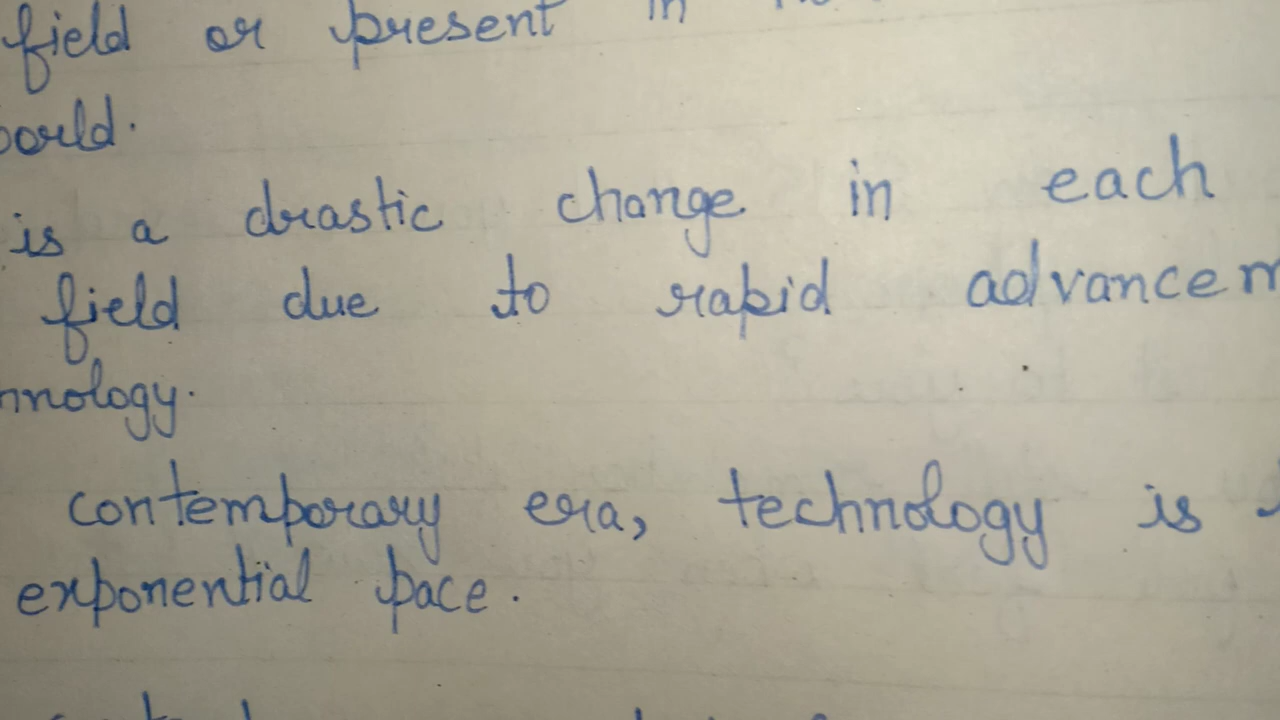 field or present in
world.
is a drastic change in each
field due to rapid advancem
nnology.
contemporary era, technology is
exponential pace.